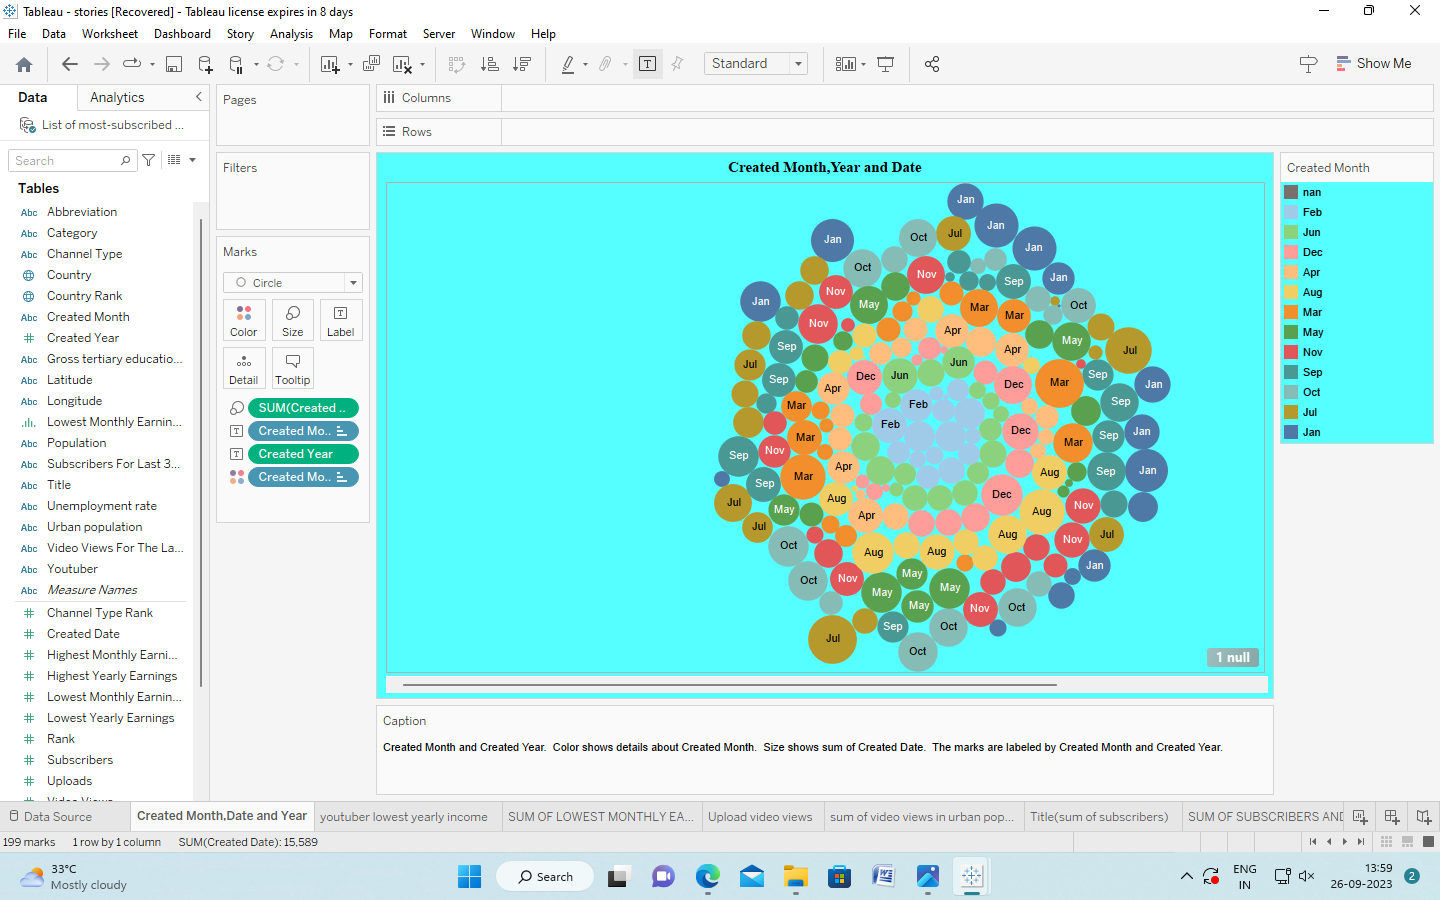 Tableau - stories [Recovered] - Tableau license expires in 8 days
File Data Worksheet Dashboard Story Analysis Map Format Server Window Help
Standard
Show Me
Data Analytics
List of most-subscribed ...
Search
Tables
Abc Abbreviation
Abc Category
Abc Channel Type
Country
Country Rank
Abc Created Month
# Created Year
Abc Gross tertiary educatio...
Abc Latitude
Abc Longitude
Lowest Monthly Earnin...
Abc Population
Abc Subscribers For Last 3...
Abc Title
Abc Unemployment rate
Abc Urban population
Abc Video Views For The La...
Abc Youtuber
Abc Measure Names
# Channel Type Rank
# Created Date
# Highest Monthly Earni...
# Highest Yearly Earnings
# Lowest Monthly Earnin...
# Lowest Yearly Earnings
# Rank
# Subscribers
# Uploads
Pages
Filters
Marks
Circle
Color Size Label
Detail Tooltip
SUM(Created ..
Created Mo..
Created Year
Created Mo..
Columns
Rows
Created Month,Year and Date
Jan
Jan
Jan Oct Jul
Jan
Oct Nov Sep Jan
Nov
Jan May Mar Oct
Nov Mar
Apr
Sep May
Apr Jul
Jul Jun Jun
Sep Dec Sep
Apr Dec Mar Jan
Mar Feb Sep
Feb
Mar Dec Sep Jan
Nov Mar
Sep Apr Aug Sep Jan
Sep Mar
Jul Aug Dec Nov
May Apr Aug
Jul Aug Jul
Oct Aug Aug Nov
Jan
Oct Nov May
May May
May Nov Oct
Jul Sep Oct
Oct
1 null
Caption
Created Month and Created Year. Color shows details about Created Month. Size shows sum of Created Date. The marks are labeled by Created Month and Created Year.
Created Month
nan
Feb
Jun
Dec
Apr
Aug
Mar
May
Nov
Sep
Oct
Jul
Jan
Data Source Created Month,Date and Year youtuber lowest yearly income SUM OF LOWEST MONTHLY EA... Upload video views sum of video views in urban pop... Title(sum of subscribers) SUM OF SUBSCRIBERS AND
199 marks 1 row by 1 column SUM(Created Date): 15,589
33°C
Mostly cloudy
Search
ENG
IN
13:59
26-09-2023
2